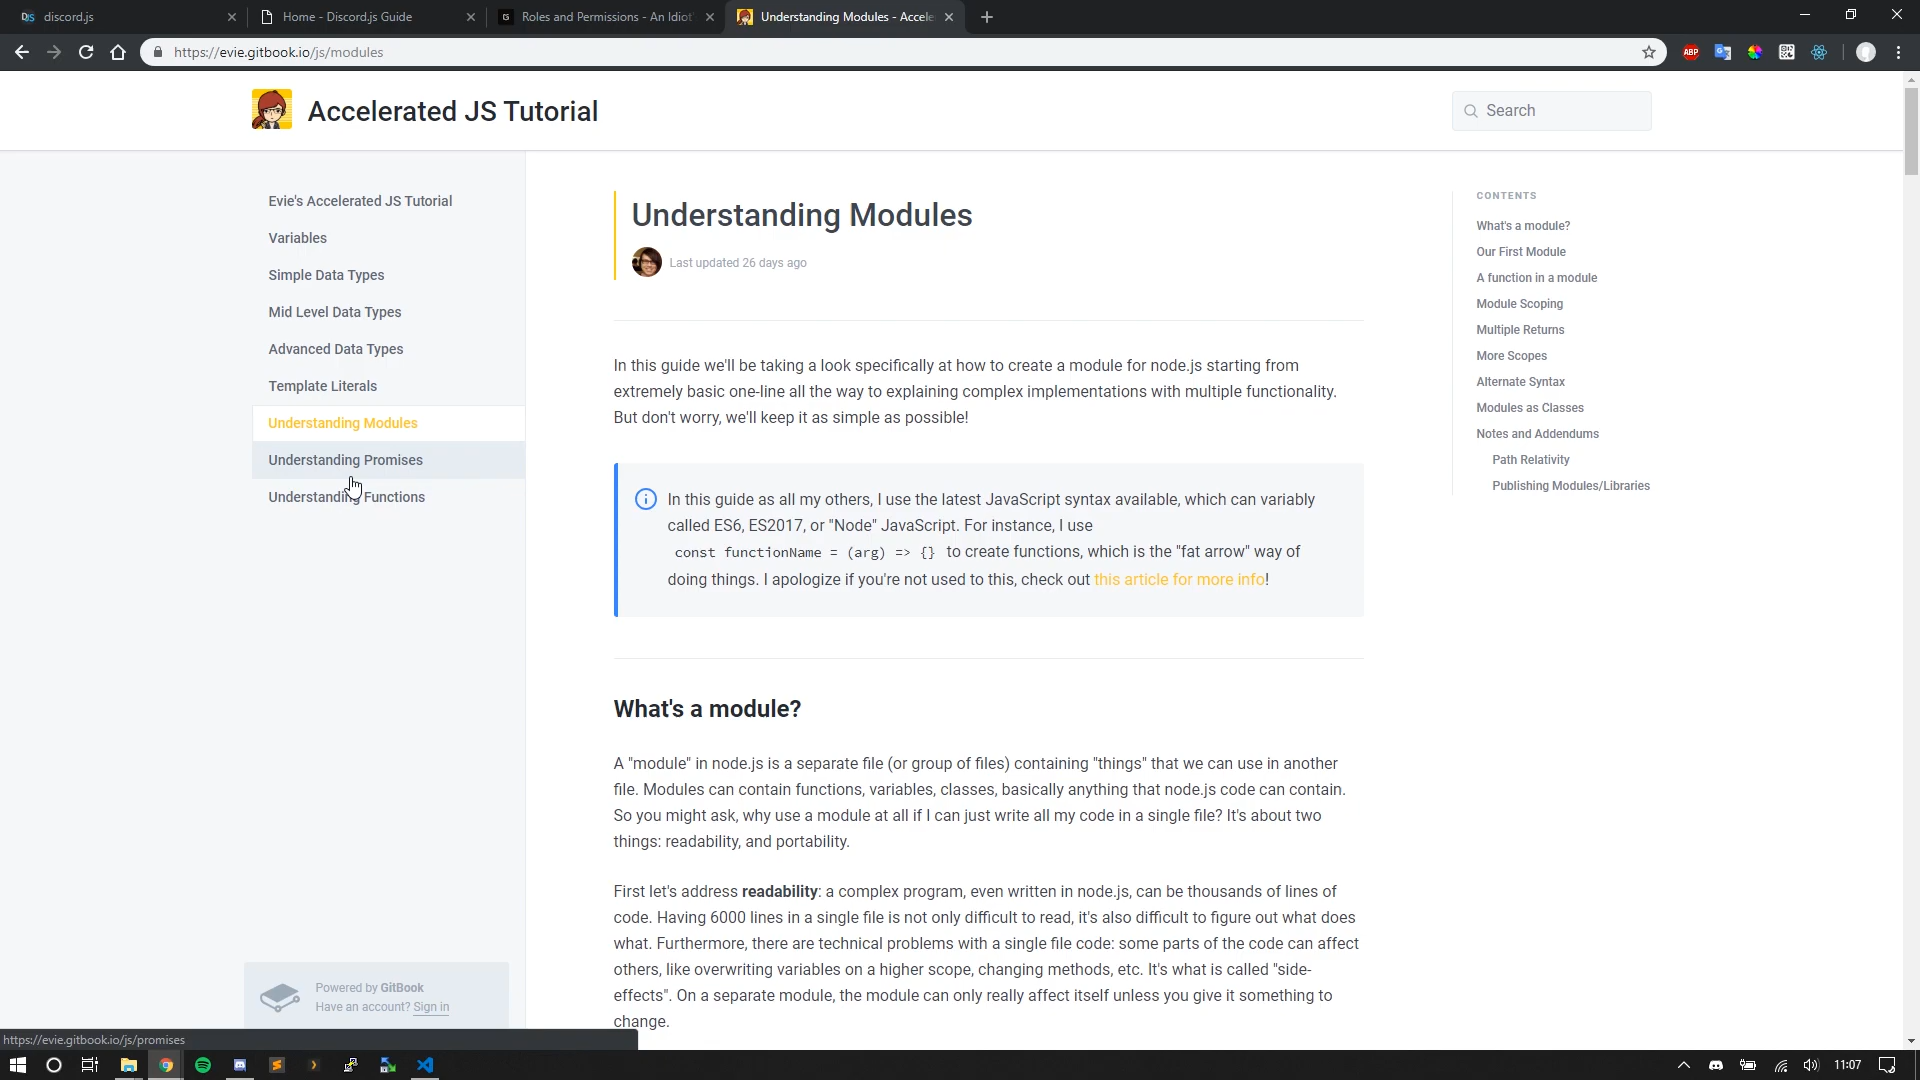 discord.js
Home - Discord.js Guide
Roles and Permissions - An Idiot'
Understanding Modules - Accele
https://evie.gitbook.io/js/modules
ABP
Accelerated JS Tutorial
Search
Evie's Accelerated JS Tutorial
Variables
Simple Data Types
Mid Level Data Types
Advanced Data Types
Template Literals
Understanding Modules
Understanding Promises
Understanding Functions
Powered by GitBook
Have an account? Sign in
Understanding Modules
Last updated 26 days ago
In this guide we'll be taking a look specifically at how to create a module for node.js starting from
extremely basic one-line all the way to explaining complex implementations with multiple functionality.
But don't worry, we'll keep it as simple as possible!
In this guide as all my others, I use the latest JavaScript syntax available, which can variably
called ES6, ES2017, or "Node" JavaScript. For instance, I use
const functionName = (arg) => {} to create functions, which is the "fat arrow" way of
doing things. I apologize if you're not used to this, check out this article for more info!
What's a module?
A "module" in node.js is a separate file (or group of files) containing "things" that we can use in another
file. Modules can contain functions, variables, classes, basically anything that node.js code can contain.
So you might ask, why use a module at all if I can just write all my code in a single file? It's about two
things: readability, and portability.
First let's address readability: a complex program, even written in node.js, can be thousands of lines of
code. Having 6000 lines in a single file is not only difficult to read, it's also difficult to figure out what does
what. Furthermore, there are technical problems with a single file code: some parts of the code can affect
others, like overwriting variables on a higher scope, changing methods, etc. It's what is called "side-
effects". On a separate module, the module can only really affect itself unless you give it something to
change.
CONTENTS
What's a module?
Our First Module
A function in a module
Module Scoping
Multiple Returns
More Scopes
Alternate Syntax
Modules as Classes
Notes and Addendums
Path Relativity
Publishing Modules/Libraries
https://evie.gitbook.io/js/promises
11:07